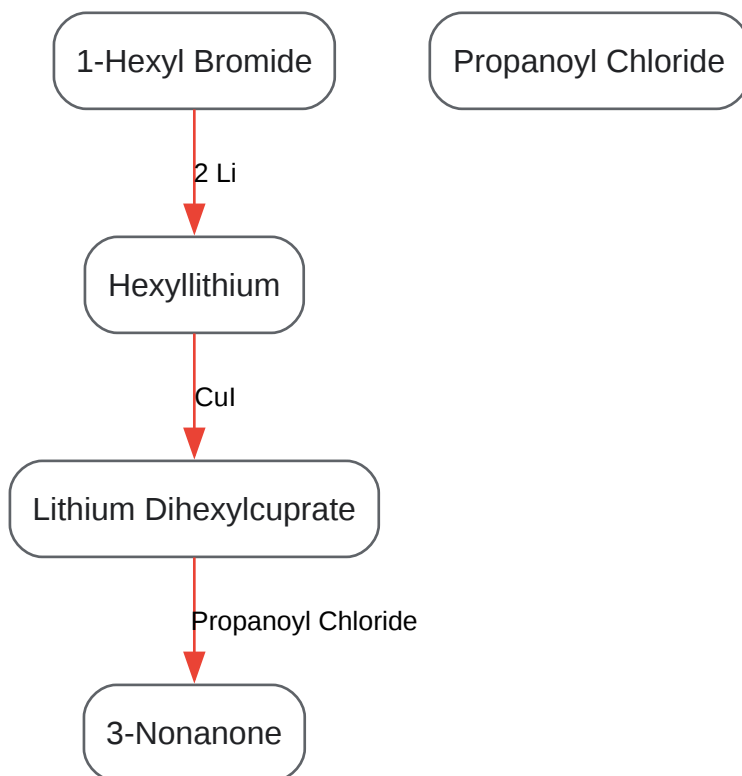 1-Hexyl Bromide
Propanoyl Chloride
2 Li
Hexyllithium
CuI
Lithium Dihexylcuprate
Propanoyl Chloride
3-Nonanone